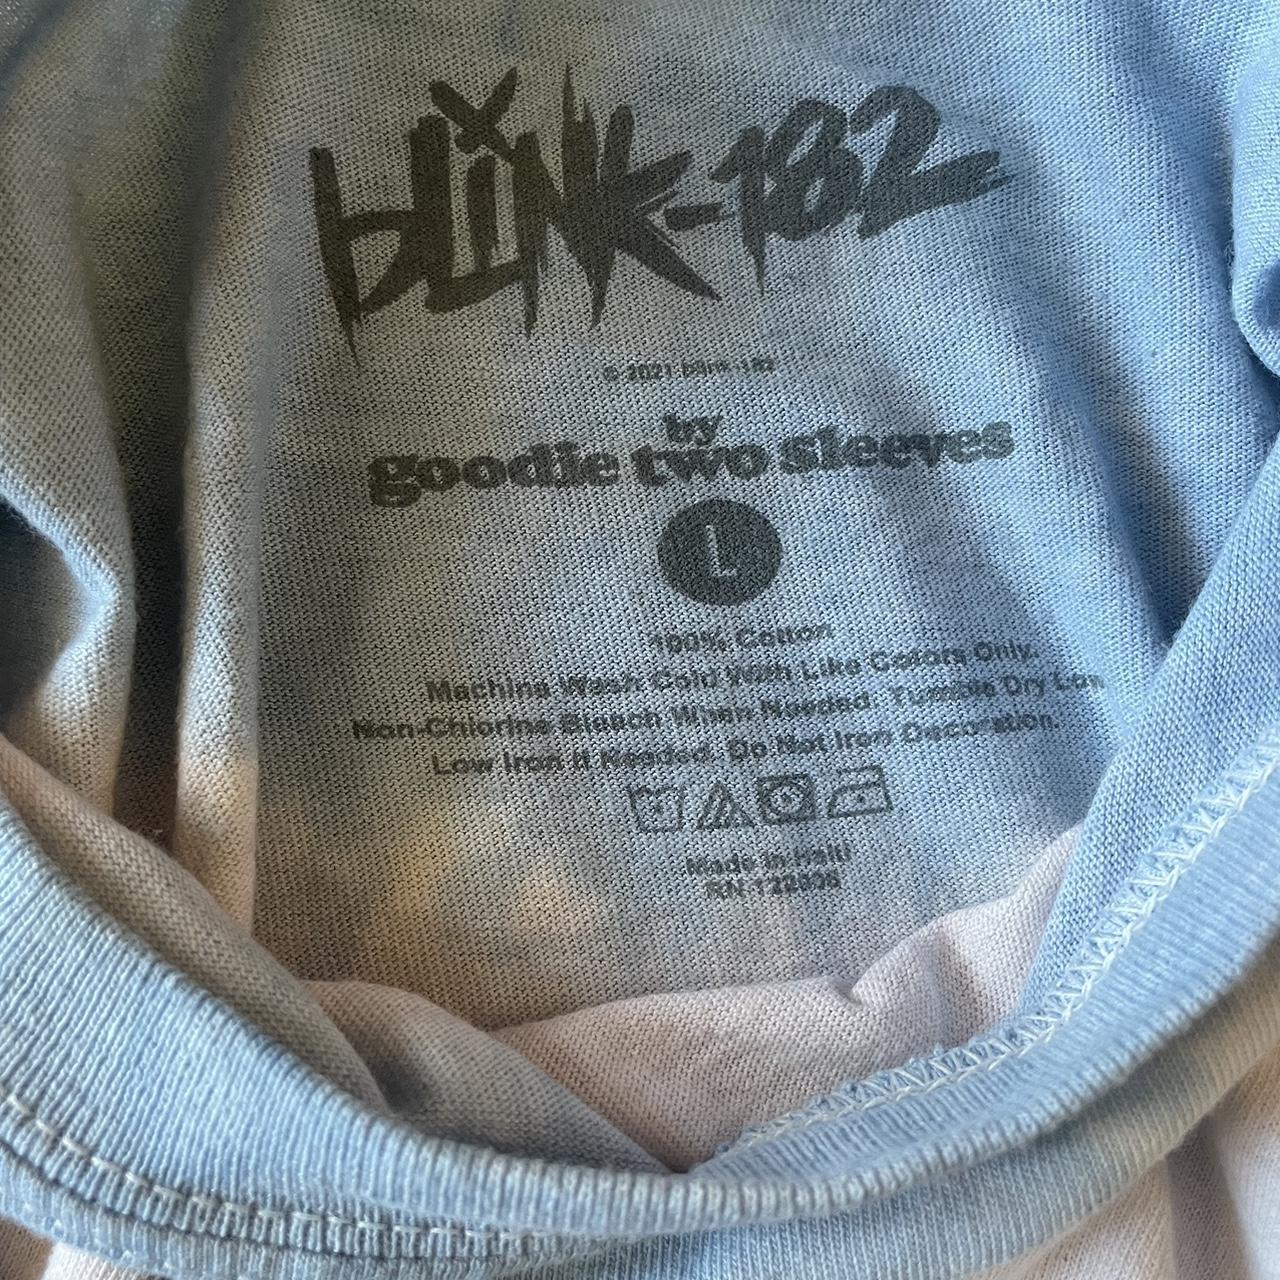 blink-182
© 2021 blink-182
by
goodie two sleeves
L
100% Cotton
Machine Wash Cold With Like Colors Only.
Non-Chlorine Bleach When Needed. Tumble Dry Low
Low Iron If Needed. Do Not Iron Decoration.
Made in Haiti
RN